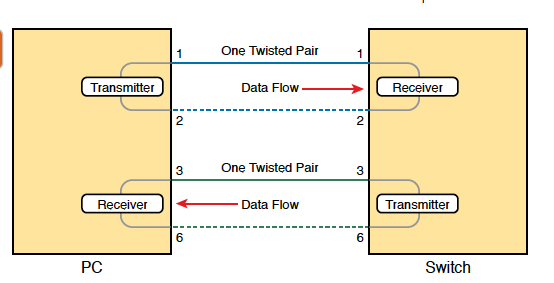 1 One Twisted Pair 1
Transmitter Data Flow Receiver
2 2
3 One Twisted Pair 3
Receiver Data Flow Transmitter
6 6
PC Switch